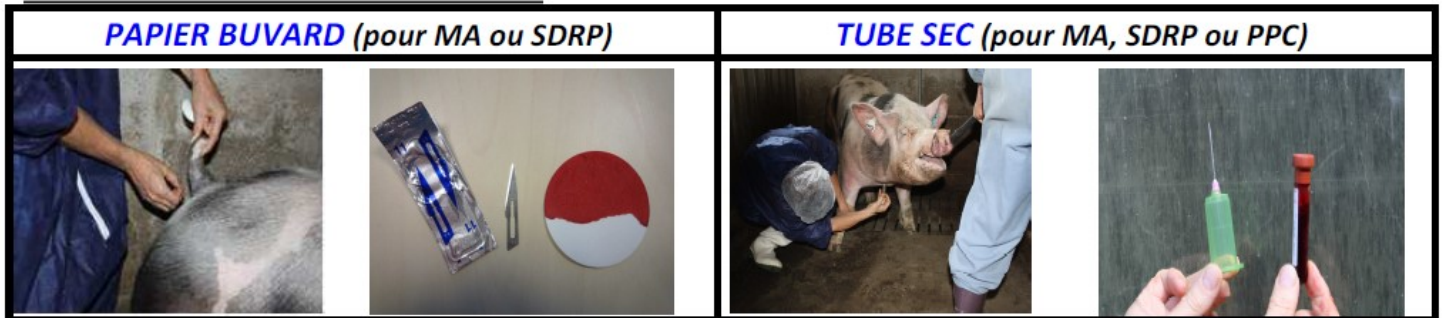 PAPIER BUVARD (pour MA ou SDRP)
TUBE SEC (pour MA, SDRP ou PPC)